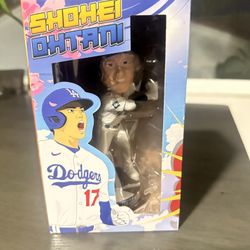 SHOHEI
OHTANI
LA
Dodgers
17